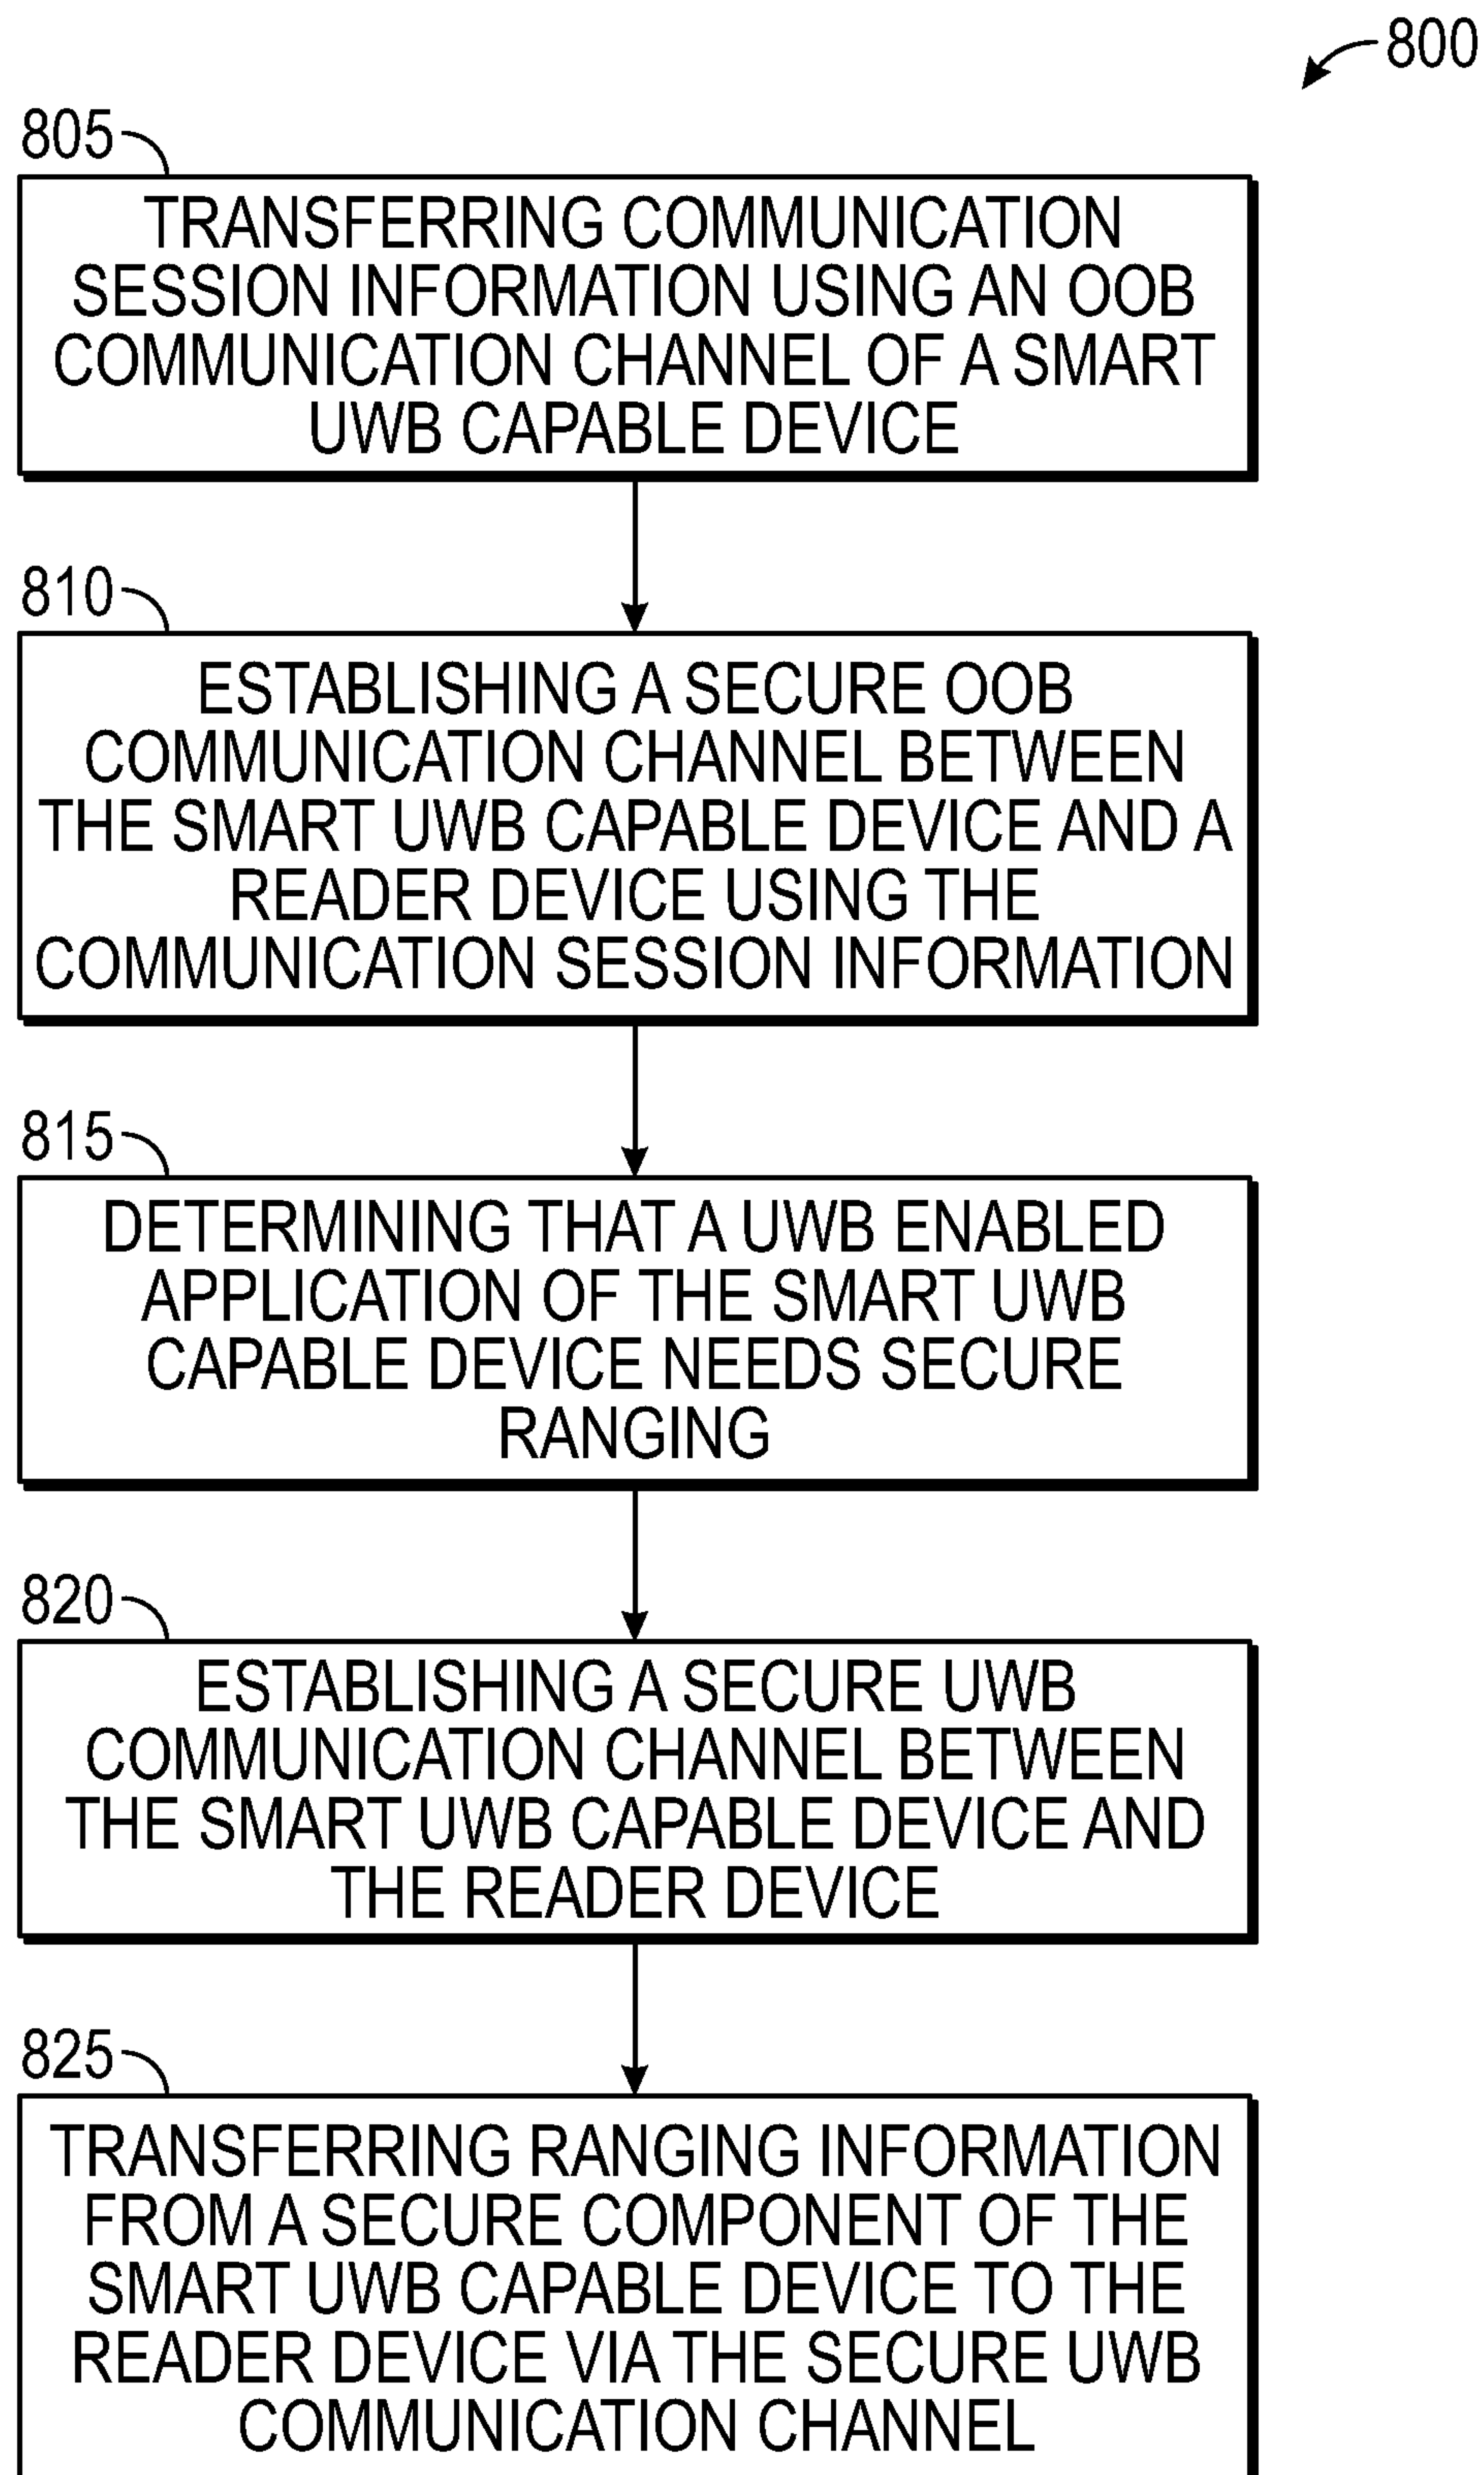 800
805
TRANSFERRING COMMUNICATION
SESSION INFORMATION USING AN OOB
COMMUNICATION CHANNEL OF A SMART
UWB CAPABLE DEVICE
810
ESTABLISHING A SECURE OOB
COMMUNICATION CHANNEL BETWEEN
THE SMART UWB CAPABLE DEVICE AND A
READER DEVICE USING THE
COMMUNICATION SESSION INFORMATION
815
DETERMINING THAT A UWB ENABLED
APPLICATION OF THE SMART UWB
CAPABLE DEVICE NEEDS SECURE
RANGING
820
ESTABLISHING A SECURE UWB
COMMUNICATION CHANNEL BETWEEN
THE SMART UWB CAPABLE DEVICE AND
THE READER DEVICE
825
TRANSFERRING RANGING INFORMATION
FROM A SECURE COMPONENT OF THE
SMART UWB CAPABLE DEVICE TO THE
READER DEVICE VIA THE SECURE UWB
COMMUNICATION CHANNEL